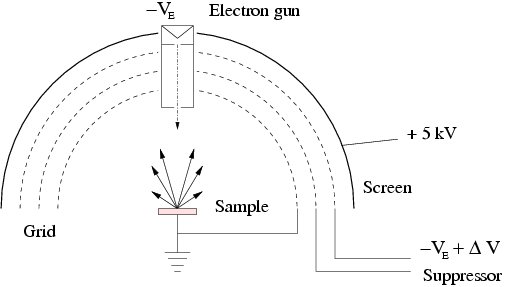 −V_E Electron gun
+ 5 kV
Screen
Sample
Grid
−V_E + Δ V
Suppressor